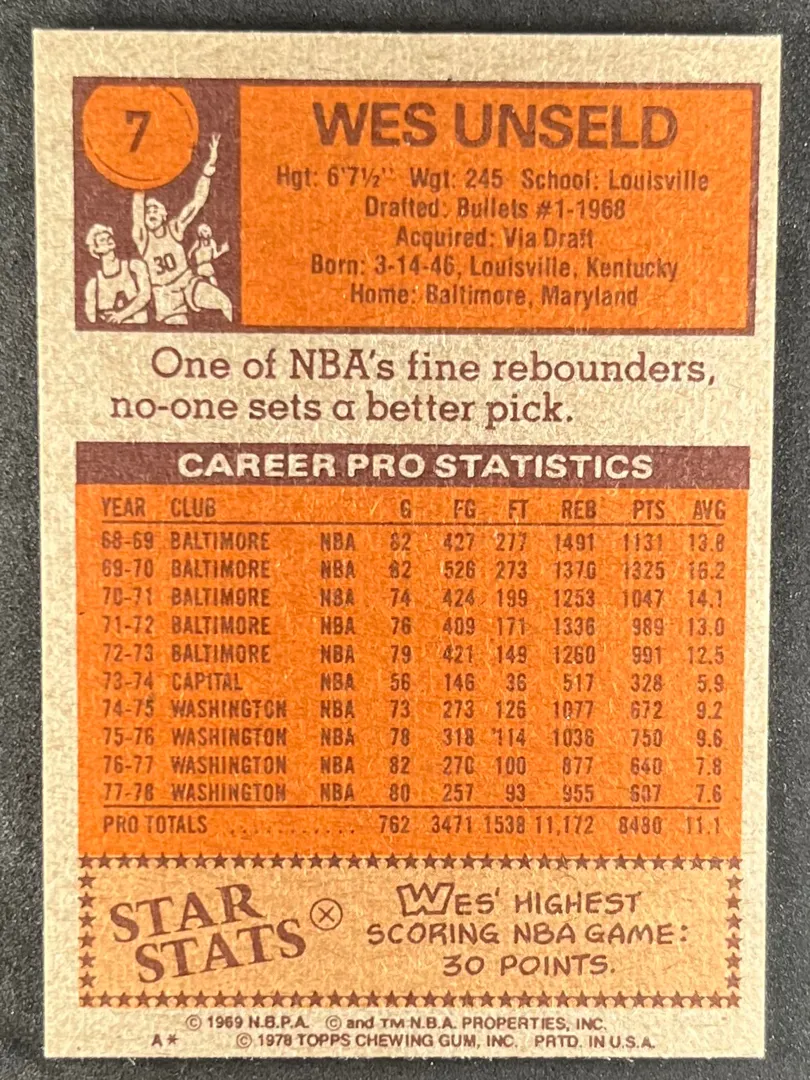 7
WES UNSELD
Hgt: 6'7½" Wgt: 245 School: Louisville
Drafted: Bullets #1-1968
Acquired: Via Draft
Born: 3-14-46, Louisville, Kentucky
Home: Baltimore, Maryland
30
One of NBA's fine rebounders,
no-one sets a better pick.
CAREER PRO STATISTICS
YEAR CLUB G FG FT REB PTS AVG
68-69 BALTIMORE NBA 82 427 277 1491 1131 13.8
69-70 BALTIMORE NBA 82 526 273 1370 1325 16.2
70-71 BALTIMORE NBA 74 424 199 1253 1047 14.1
71-72 BALTIMORE NBA 76 409 171 1336 989 13.0
72-73 BALTIMORE NBA 79 421 149 1260 991 12.5
73-74 CAPITAL NBA 56 146 36 517 328 5.9
74-75 WASHINGTON NBA 73 273 126 1077 672 9.2
75-76 WASHINGTON NBA 78 318 114 1036 750 9.6
76-77 WASHINGTON NBA 82 270 100 877 640 7.8
77-78 WASHINGTON NBA 80 257 93 955 607 7.6
PRO TOTALS ............ 762 3471 1538 11,172 8480 11.1
STAR
STATS
WES' HIGHEST
SCORING NBA GAME:
30 POINTS.
© 1969 N.B.P.A. © and TM N.B.A. PROPERTIES, INC.
A* © 1978 TOPPS CHEWING GUM, INC. PRTD. IN U.S.A.